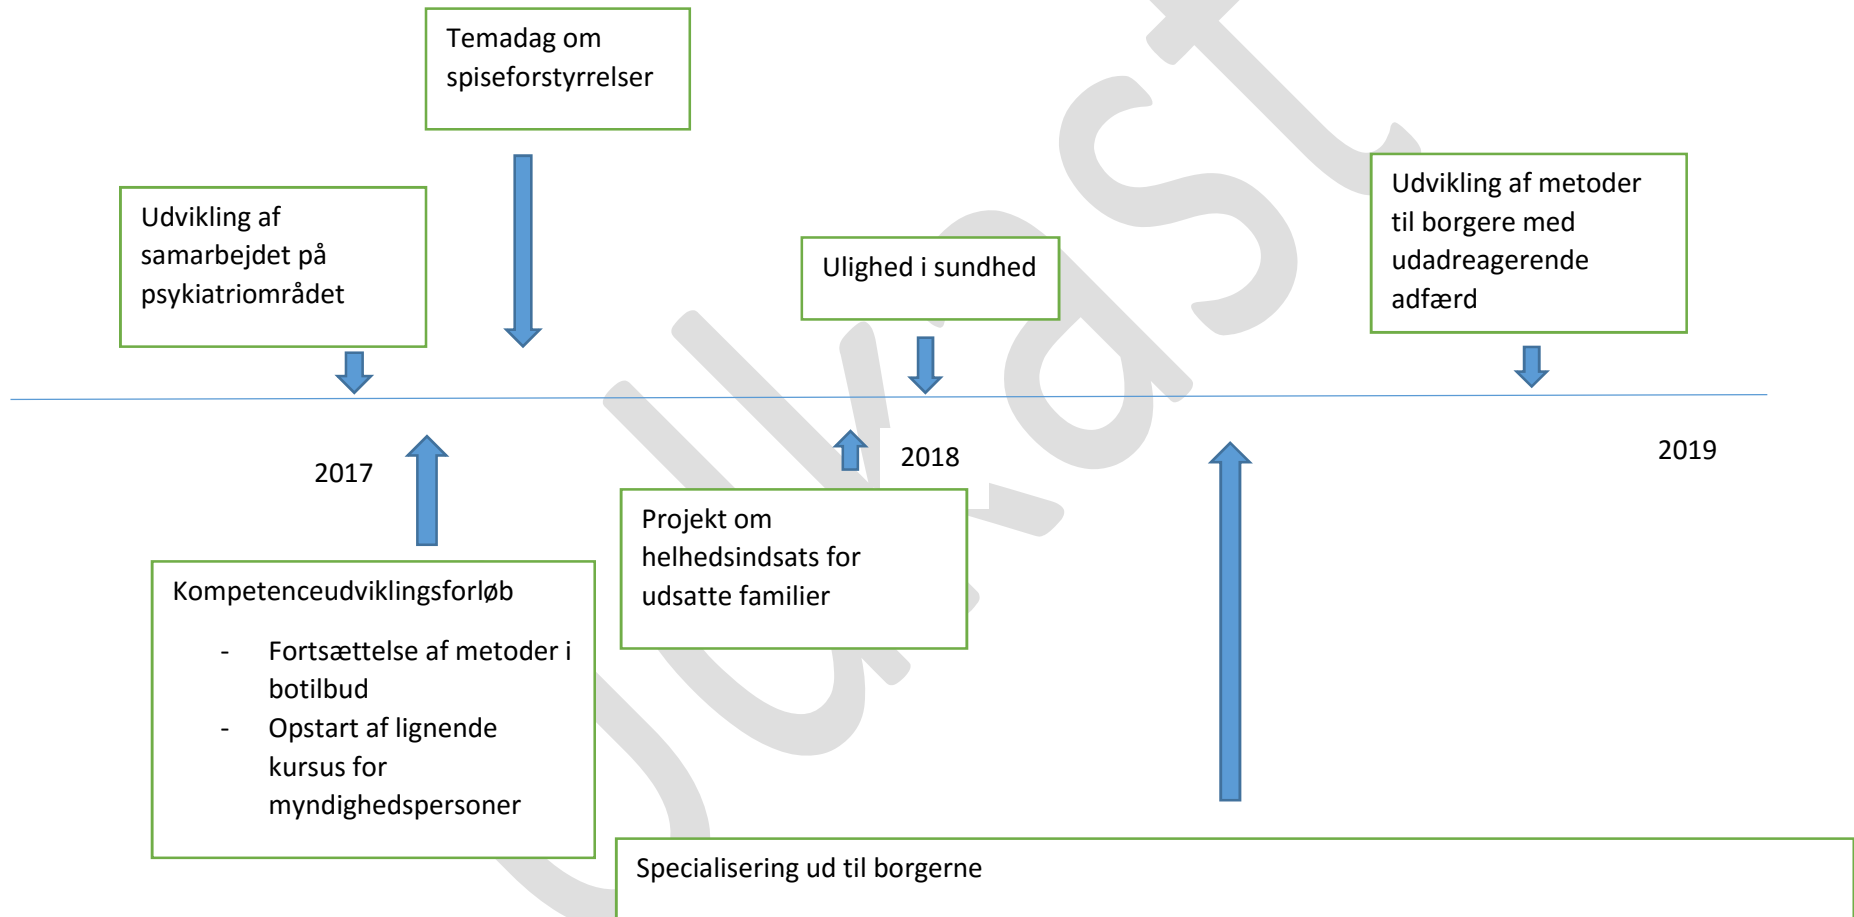 Temadag om
spiseforstyrrelser
Udvikling af
samarbejdet på
psykiatriområdet
Ulighed i sundhed
Udvikling af metoder
til borgere med
udadreagerende
adfærd
2017
2018
2019
Kompetenceudviklingsforløb
- Fortsættelse af metoder i
botilbud
- Opstart af lignende
kursus for
myndighedspersoner
Projekt om
helhedsindsats for
udsatte familier
Specialisering ud til borgerne
Udkast